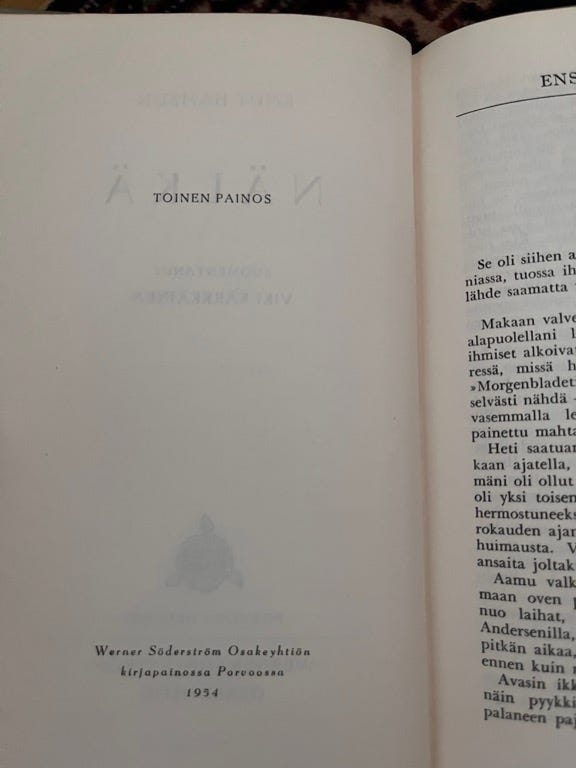 TOINEN PAINOS
Werner Söderström Osakeyhtiön
kirjapainossa Porvoossa
1954
ENS
Se oli siihen a
niassa, tuossa ih
lähde saamatta
Makaan valve
alapuolellani l
ihmiset alkoivat
ressä, missä h
»Morgenbladeti
selvästi nähdä
vasemmalla le
painettu mahta
Heti saatuan
kaan ajatella,
mäni oli ollut
oli yksi toisen
hermostuneeks
rokauden ajan
huimausta. V
ansaita joltak
Aamu valk
maan oven p
nuo laihat,
Andersenilla,
pitkän aikaa,
ennen kuin n
Avasin ikk
näin pyykki
palaneen paj